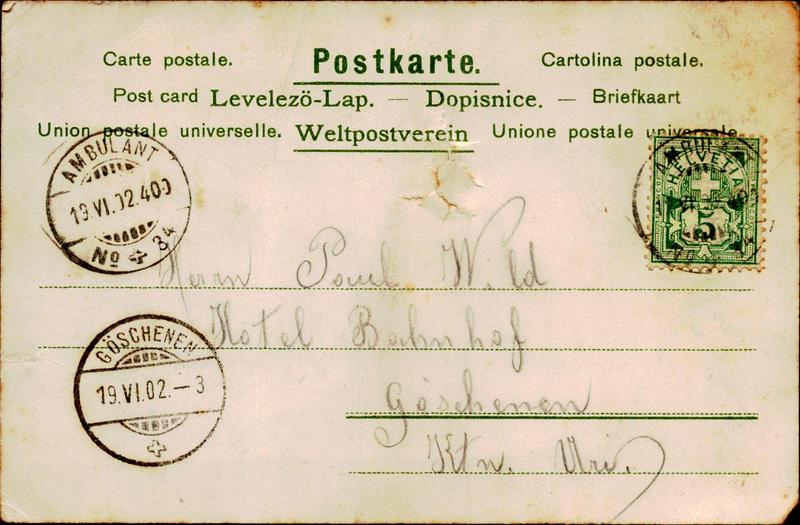 Carte postale. Postkarte. Cartolina postale.
Post card Levelezö-Lap. — Dopisnice. — Briefkaart
Union postale universelle. Weltpostverein Unione postale universale.
AMBULANT
19.VI.02.400
No 34
HELVETIA
5
Herrn Paul Wild
Hotel Bahnhof
GÖSCHENEN
19.VI.02.–3
Göschenen
Ktn. Uri.